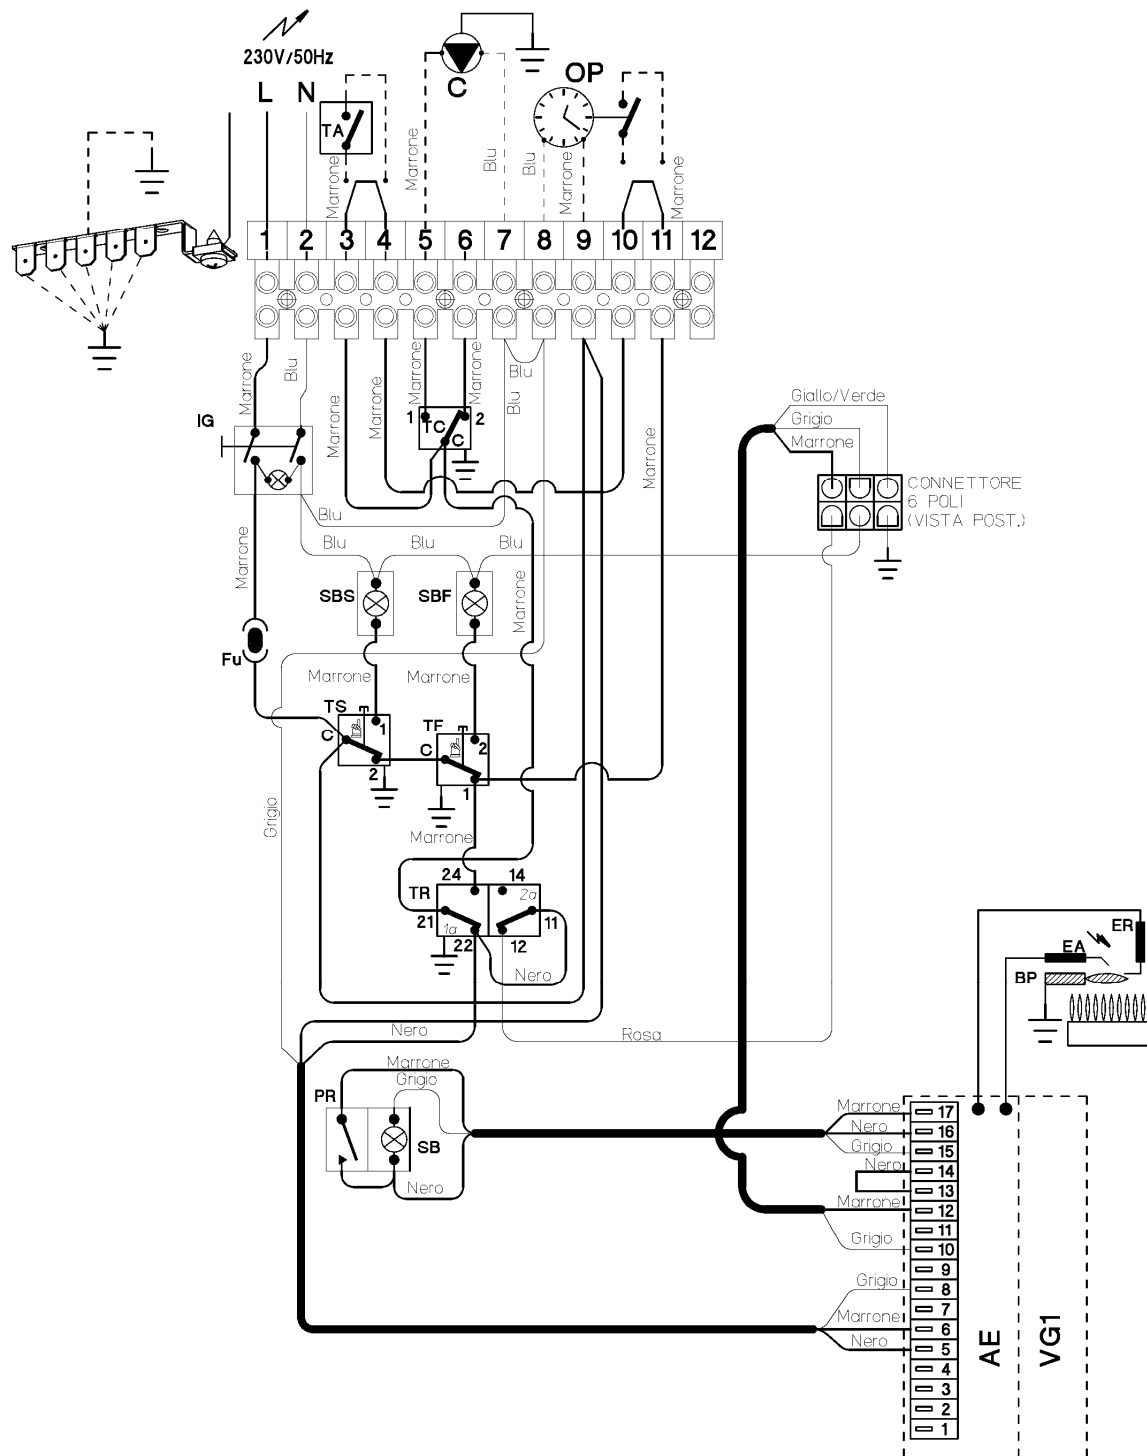 230V/50Hz
L N
C
OP
TA
Marrone
Marrone
Blu
Blu
Marrone
Marrone
1 2 3 4 5 6 7 8 9 10 11 12
Marrone
Blu
Marrone
Marrone
Marrone
Marrone
Blu
Blu
Marrone
IG
1 TC 2
C
Giallo/Verde
Grigio
Marrone
CONNETTORE
6 POLI
(VISTA POST.)
Blu
Blu Blu Blu
Marrone
Marrone
SBS SBF
Fu
Marrone Marrone
TS
1
C
2
TF
2
C
1
Grigio
Marrone
24 14
TR 2a
21 1a 11
22 12
Nero
Nero
Rosa
ER
EA
BP
Marrone
Grigio
PR
SB
Nero
Marrone 17
Nero 16
Grigio 15
Nero 14
13
Marrone 12
11
Grigio 10
9
Grigio 8
7
Marrone 6
Nero 5
4
3
2
1
AE
VG1